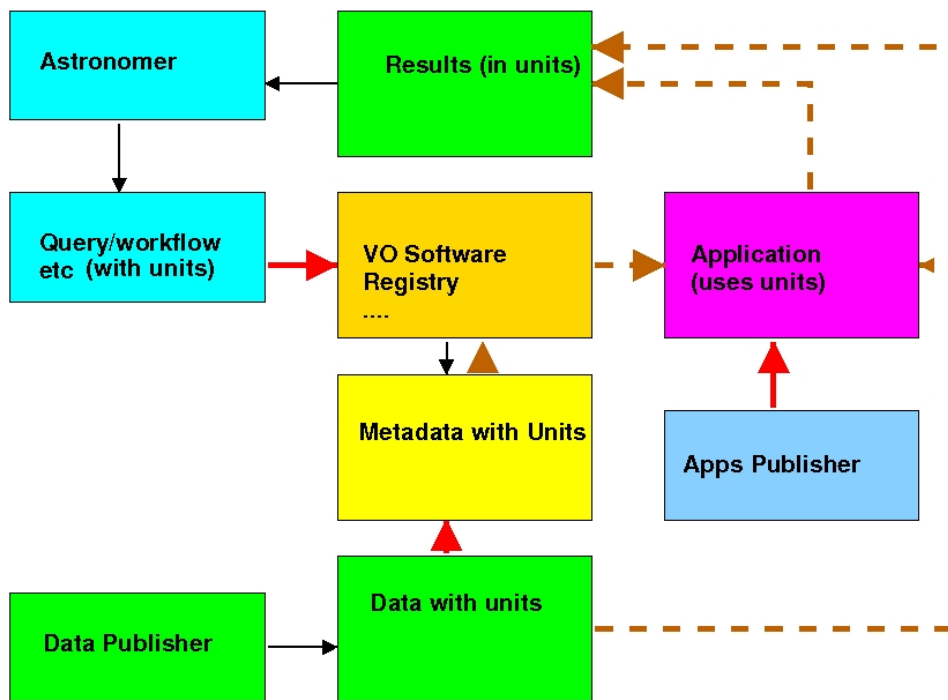 Astronomer
Results (in units)
Query/workflow
etc (with units)
VO Software
Registry
....
Application
(uses units)
Metadata with Units
Apps Publisher
Data with units
Data Publisher